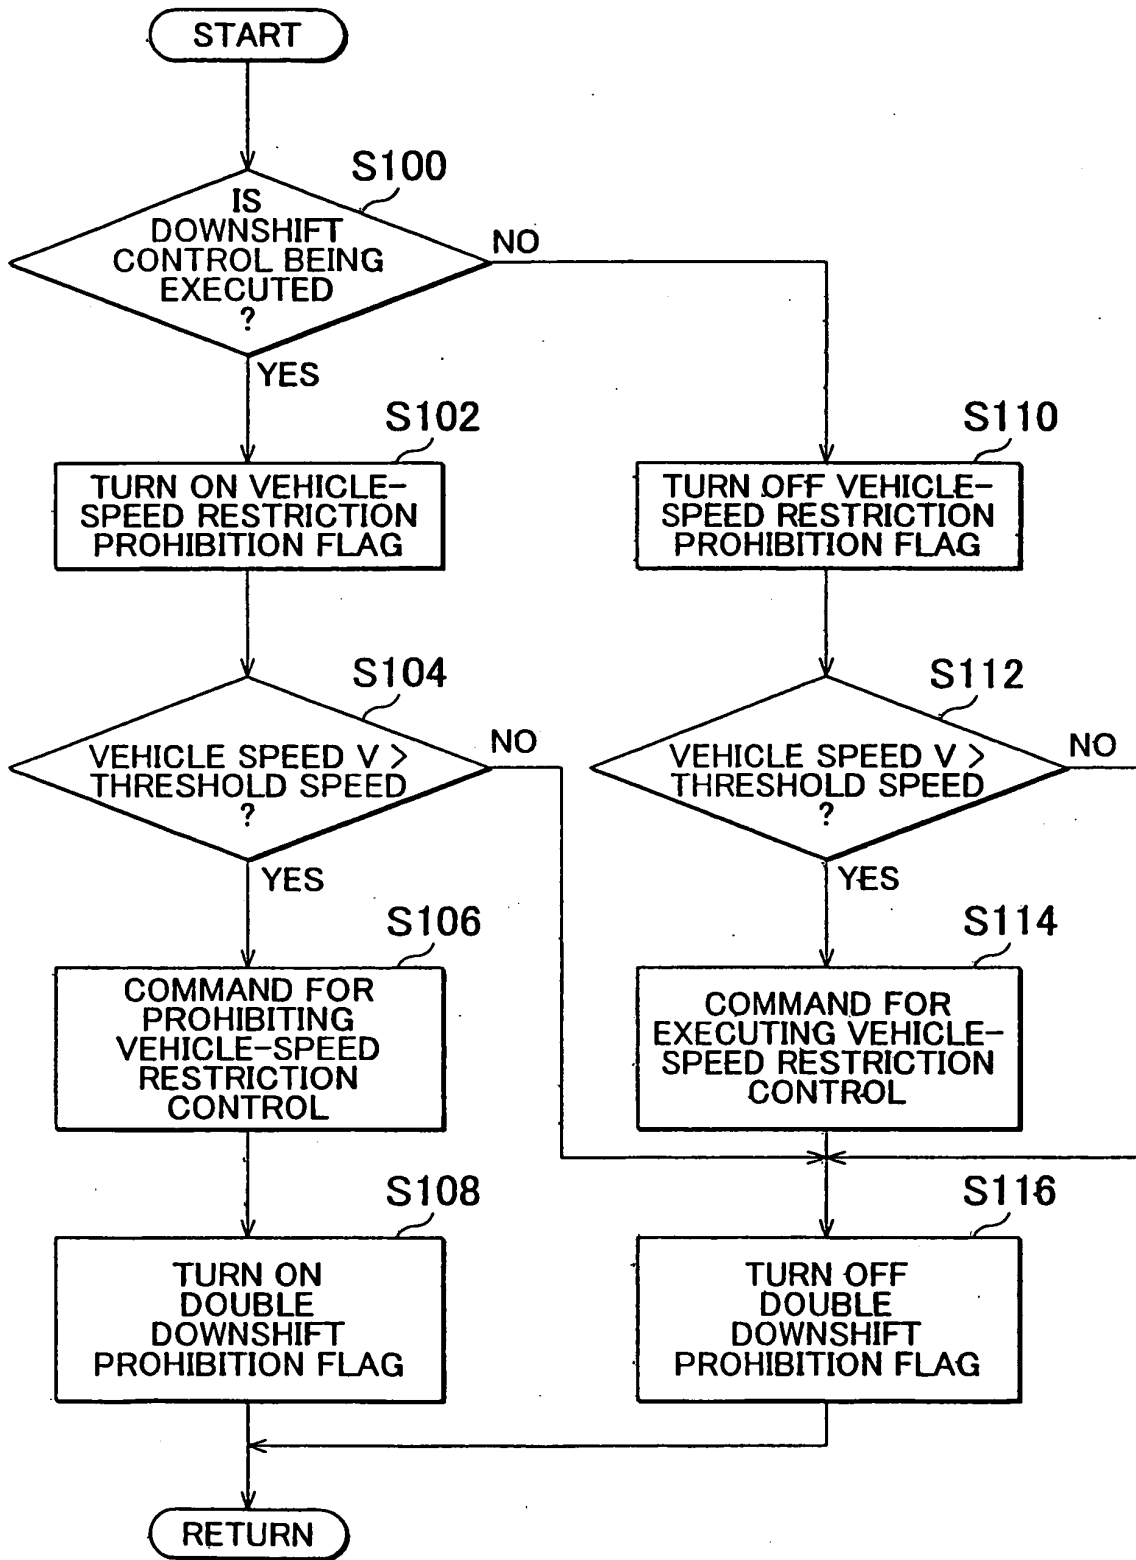 START
S100
IS
DOWNSHIFT
CONTROL BEING
EXECUTED
?
NO
YES
S102
TURN ON VEHICLE-
SPEED RESTRICTION
PROHIBITION FLAG
S110
TURN OFF VEHICLE-
SPEED RESTRICTION
PROHIBITION FLAG
S104
VEHICLE SPEED V >
THRESHOLD SPEED
?
NO
YES
S112
VEHICLE SPEED V >
THRESHOLD SPEED
?
NO
YES
S106
COMMAND FOR
PROHIBITING
VEHICLE-SPEED
RESTRICTION
CONTROL
S114
COMMAND FOR
EXECUTING VEHICLE-
SPEED RESTRICTION
CONTROL
S108
TURN ON
DOUBLE
DOWNSHIFT
PROHIBITION FLAG
S116
TURN OFF
DOUBLE
DOWNSHIFT
PROHIBITION FLAG
RETURN